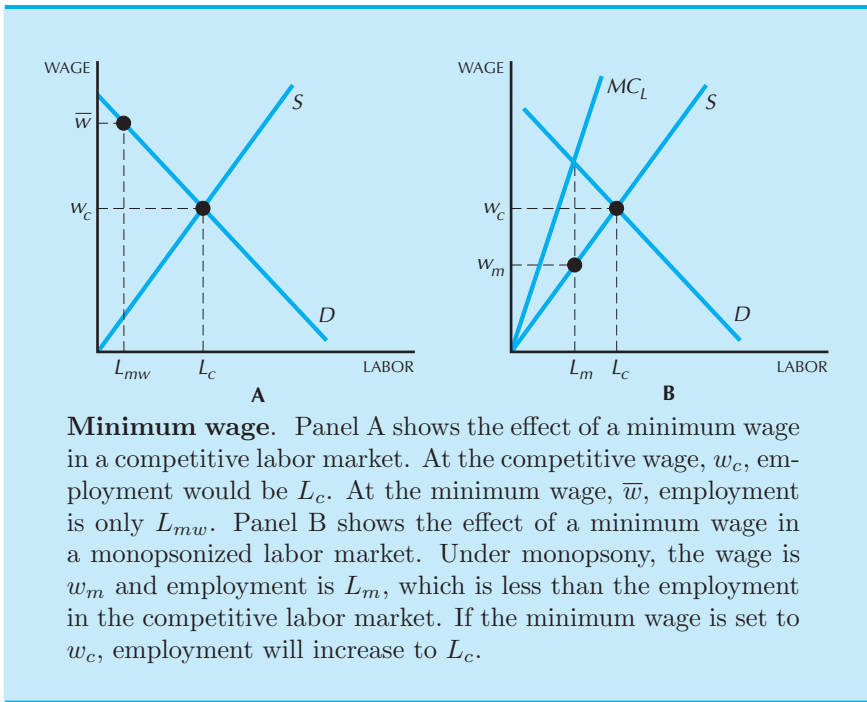 WAGE
w̅
w_c
S
D
L_mw
L_c
LABOR
A
WAGE
MC_L
S
w_c
w_m
D
L_m
L_c
LABOR
B
Minimum wage. Panel A shows the effect of a minimum wage
in a competitive labor market. At the competitive wage, w_c, em-
ployment would be L_c. At the minimum wage, w̅, employment
is only L_mw. Panel B shows the effect of a minimum wage in
a monopsonized labor market. Under monopsony, the wage is
w_m and employment is L_m, which is less than the employment
in the competitive labor market. If the minimum wage is set to
w_c, employment will increase to L_c.